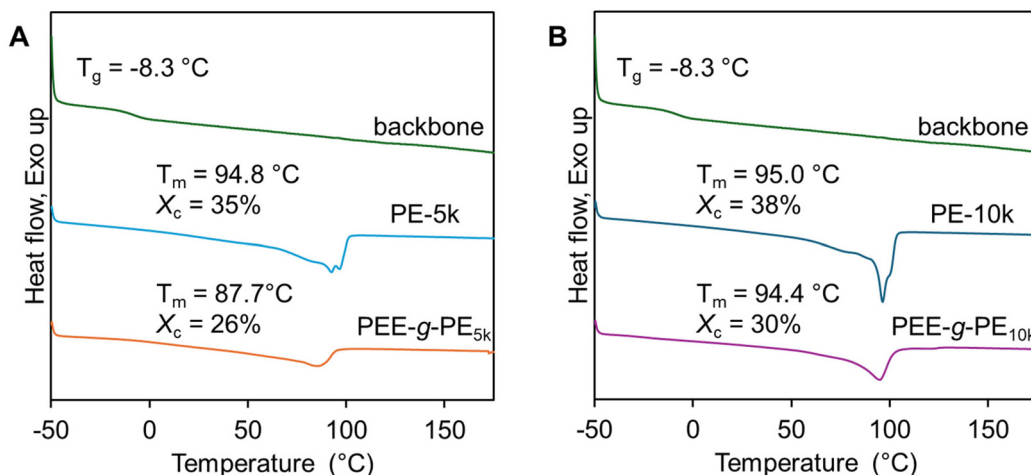 A
Heat flow, Exo up
T_g = -8.3 °C
backbone
T_m = 94.8 °C
X_c = 35%
PE-5k
T_m = 87.7°C
X_c = 26%
PEE-g-PE_5k
-50 0 50 100 150
Temperature (°C)
B
Heat flow, Exo up
T_g = -8.3 °C
backbone
T_m = 95.0 °C
X_c = 38%
PE-10k
T_m = 94.4 °C
X_c = 30%
PEE-g-PE_10k
-50 0 50 100 150
Temperature (°C)